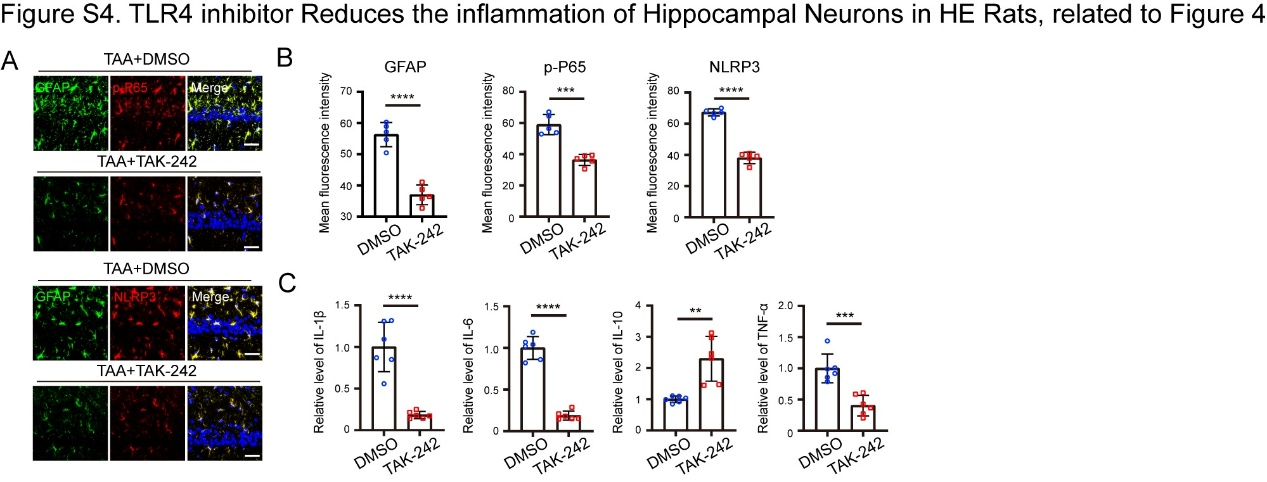 Figure S4. TLR4 inhibitor Reduces the inflammation of Hippocampal Neurons in HE Rats, related to Figure 4
A
TAA+DMSO
GFAP p-P65 Merge
TAA+TAK-242
TAA+DMSO
GFAP NLRP3 Merge
TAA+TAK-242
B
GFAP
Mean fluorescence intensity
70
60
50
40
30
****
DMSO
TAK-242
p-P65
Mean fluorescence intensity
80
60
40
20
0
***
DMSO
TAK-242
NLRP3
Mean fluorescence intensity
80
60
40
20
0
****
DMSO
TAK-242
C
Relative level of IL-1β
1.5
1.0
0.5
0
****
DMSO
TAK-242
Relative level of IL-6
1.5
1.0
0.5
0
****
DMSO
TAK-242
Relative level of IL-10
4
3
2
1
0
**
DMSO
TAK-242
Relative level of TNF-α
2.0
1.5
1.0
0.5
0
***
DMSO
TAK-242